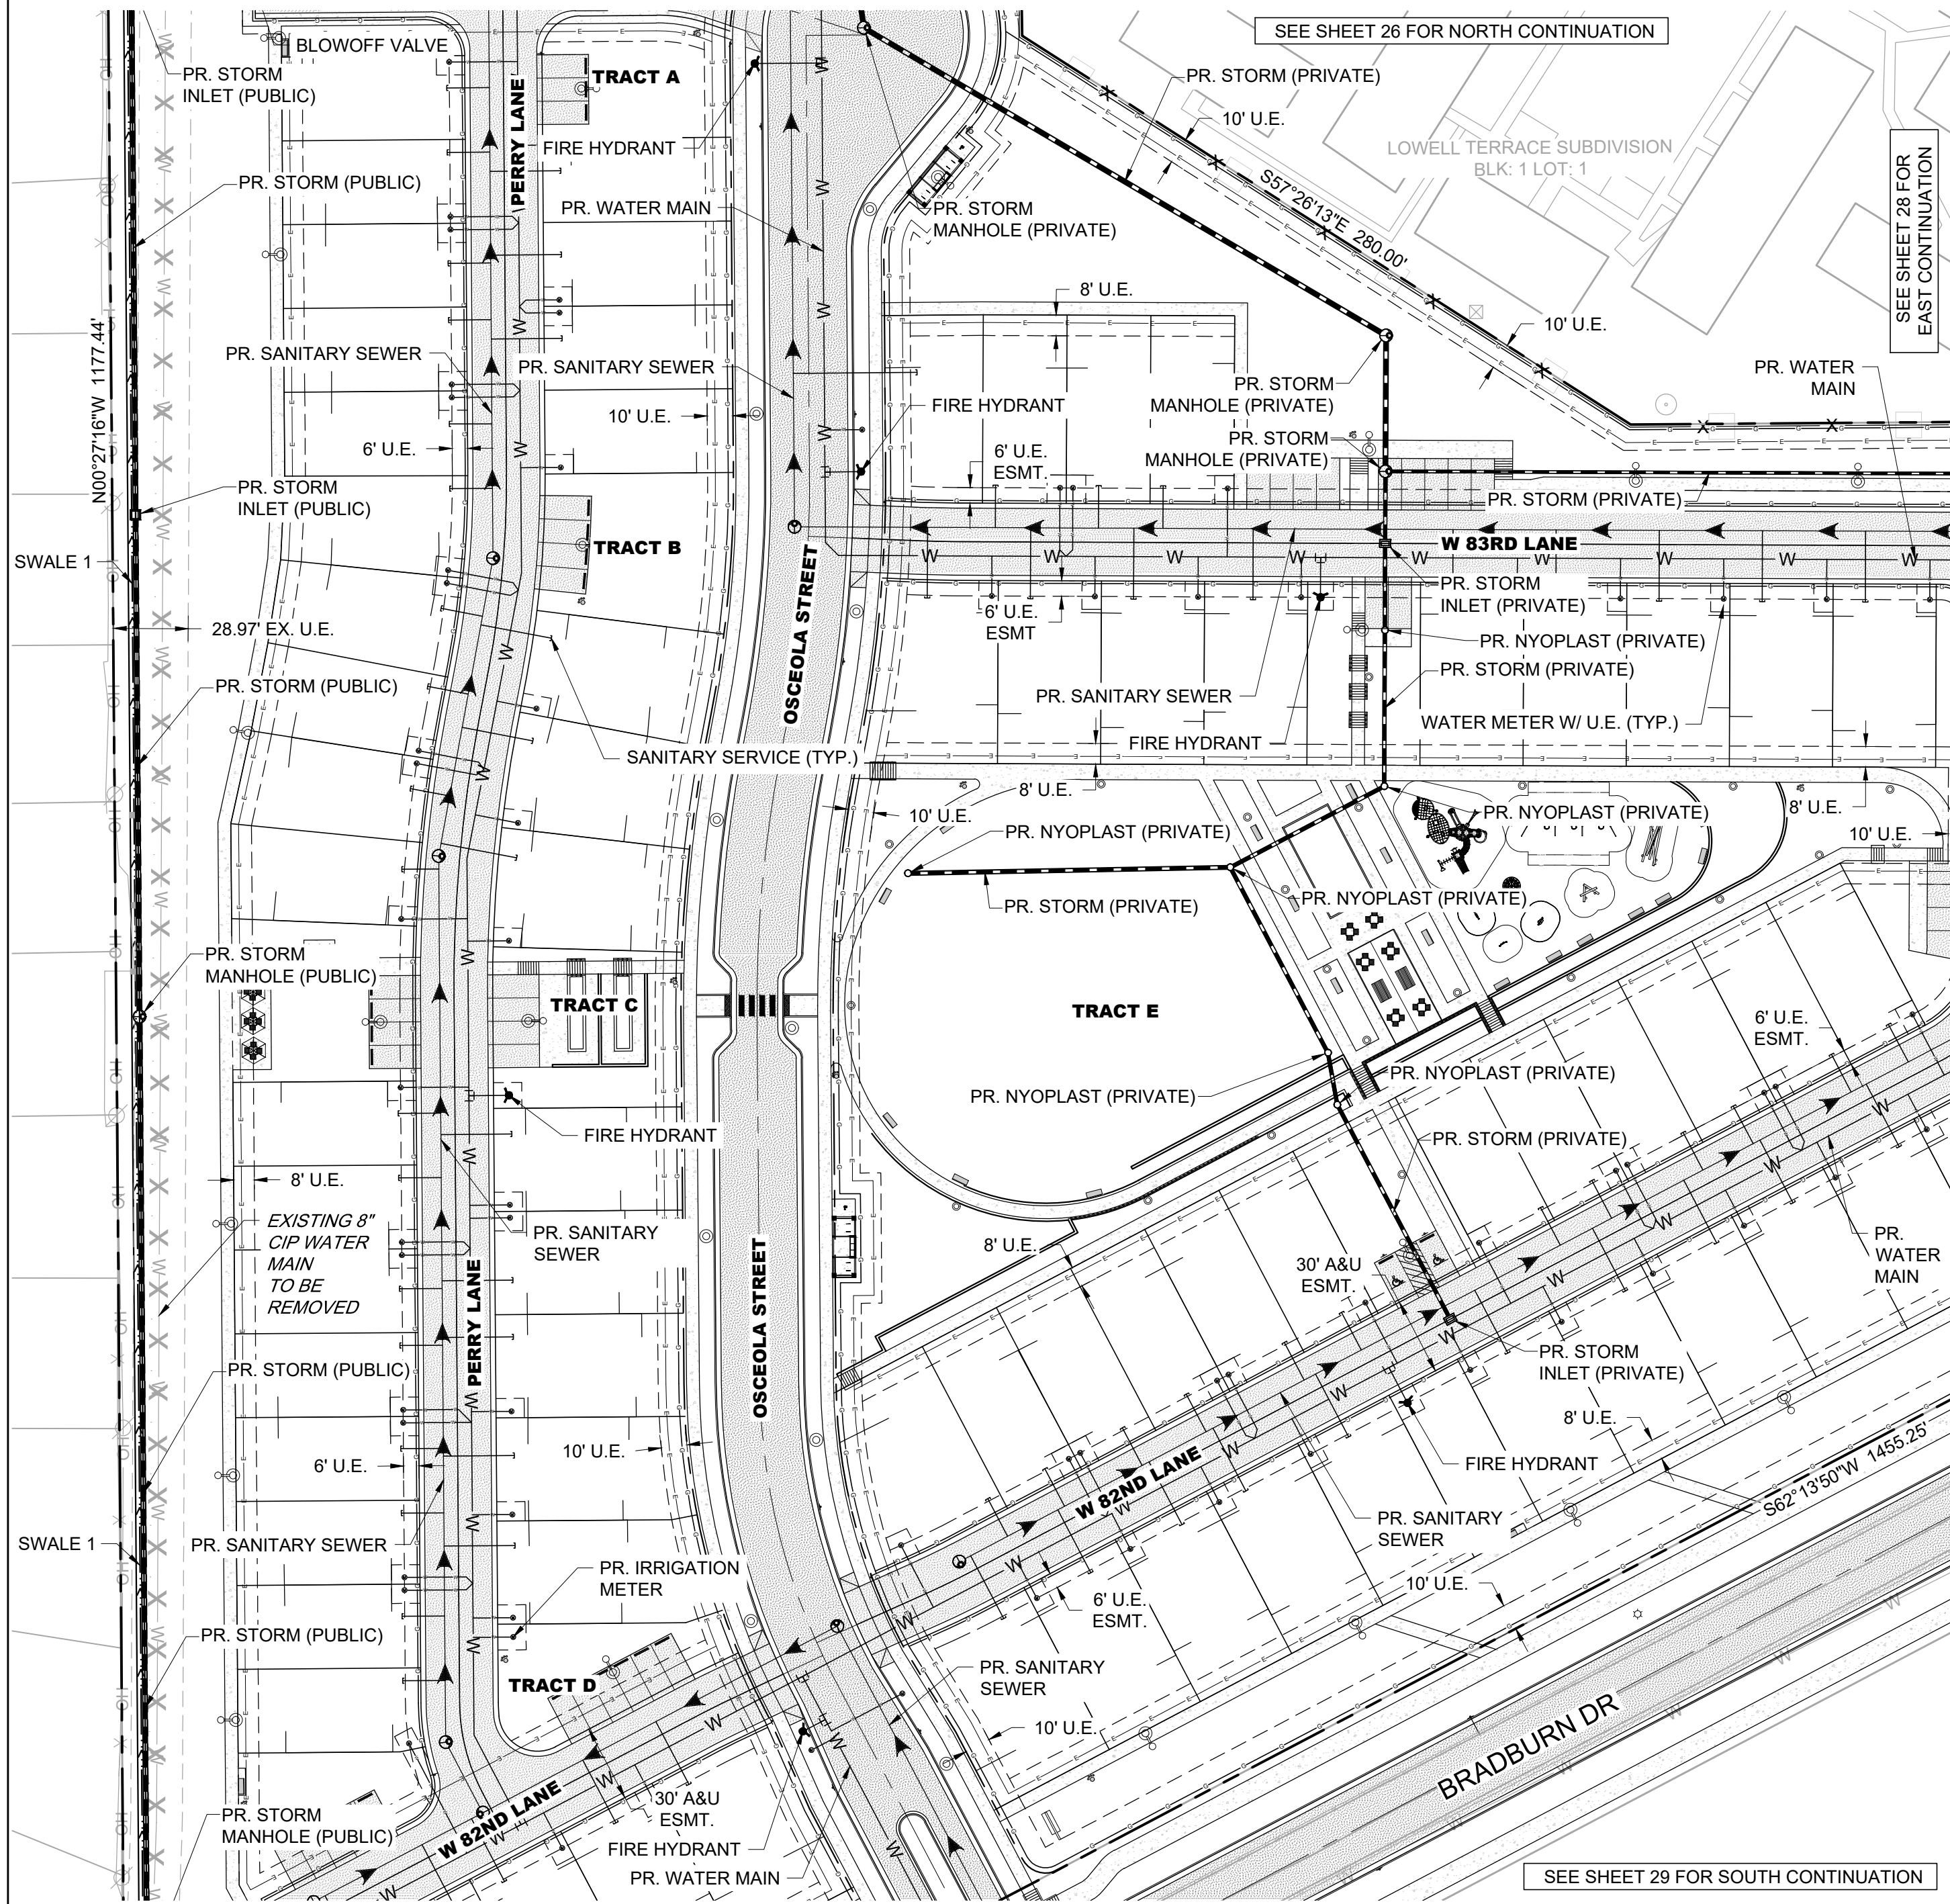 SEE SHEET 26 FOR NORTH CONTINUATION
BLOWOFF VALVE
PR. STORM
INLET (PUBLIC)
TRACT A
PERRY LANE
PR. STORM (PRIVATE)
10' U.E.
FIRE HYDRANT
LOWELL TERRACE SUBDIVISION
BLK: 1 LOT: 1
SEE SHEET 28 FOR
EAST CONTINUATION
PR. STORM (PUBLIC)
PR. WATER MAIN
PR. STORM
MANHOLE (PRIVATE)
S57°26'13"E 280.00'
8' U.E.
10' U.E.
N00°27'16"W 1177.44'
PR. SANITARY SEWER
PR. SANITARY SEWER
PR. WATER
MAIN
PR. STORM
MANHOLE (PRIVATE)
FIRE HYDRANT
10' U.E.
6' U.E.
PR. STORM
MANHOLE (PRIVATE)
6' U.E.
ESMT.
PR. STORM
INLET (PUBLIC)
PR. STORM (PRIVATE)
SWALE 1
TRACT B
OSCEOLA STREET
W 83RD LANE
PR. STORM
INLET (PRIVATE)
6' U.E.
ESMT
28.97' EX. U.E.
PR. NYOPLAST (PRIVATE)
PR. STORM (PRIVATE)
PR. STORM (PUBLIC)
PR. SANITARY SEWER
WATER METER W/ U.E. (TYP.)
FIRE HYDRANT
SANITARY SERVICE (TYP.)
8' U.E.
8' U.E.
10' U.E.
PR. NYOPLAST (PRIVATE)
PR. NYOPLAST (PRIVATE)
10' U.E.
PR. NYOPLAST (PRIVATE)
PR. STORM (PRIVATE)
PR. STORM
MANHOLE (PUBLIC)
TRACT C
TRACT E
6' U.E.
ESMT.
PR. NYOPLAST (PRIVATE)
PR. NYOPLAST (PRIVATE)
FIRE HYDRANT
PR. STORM (PRIVATE)
8' U.E.
EXISTING 8"
CIP WATER
MAIN
TO BE
REMOVED
PR. SANITARY
SEWER
8' U.E.
PR.
WATER
MAIN
30' A&U
ESMT.
PERRY LANE
OSCEOLA STREET
PR. STORM (PUBLIC)
PR. STORM
INLET (PRIVATE)
8' U.E.
10' U.E.
6' U.E.
FIRE HYDRANT
S62°13'50"W 1455.25'
W 82ND LANE
PR. SANITARY
SEWER
SWALE 1
PR. SANITARY SEWER
PR. IRRIGATION
METER
10' U.E.
6' U.E.
ESMT.
PR. STORM (PUBLIC)
TRACT D
PR. SANITARY
SEWER
10' U.E.
BRADBURN DR
30' A&U
ESMT.
PR. STORM
MANHOLE (PUBLIC)
W 82ND LANE
FIRE HYDRANT
PR. WATER MAIN
SEE SHEET 29 FOR SOUTH CONTINUATION